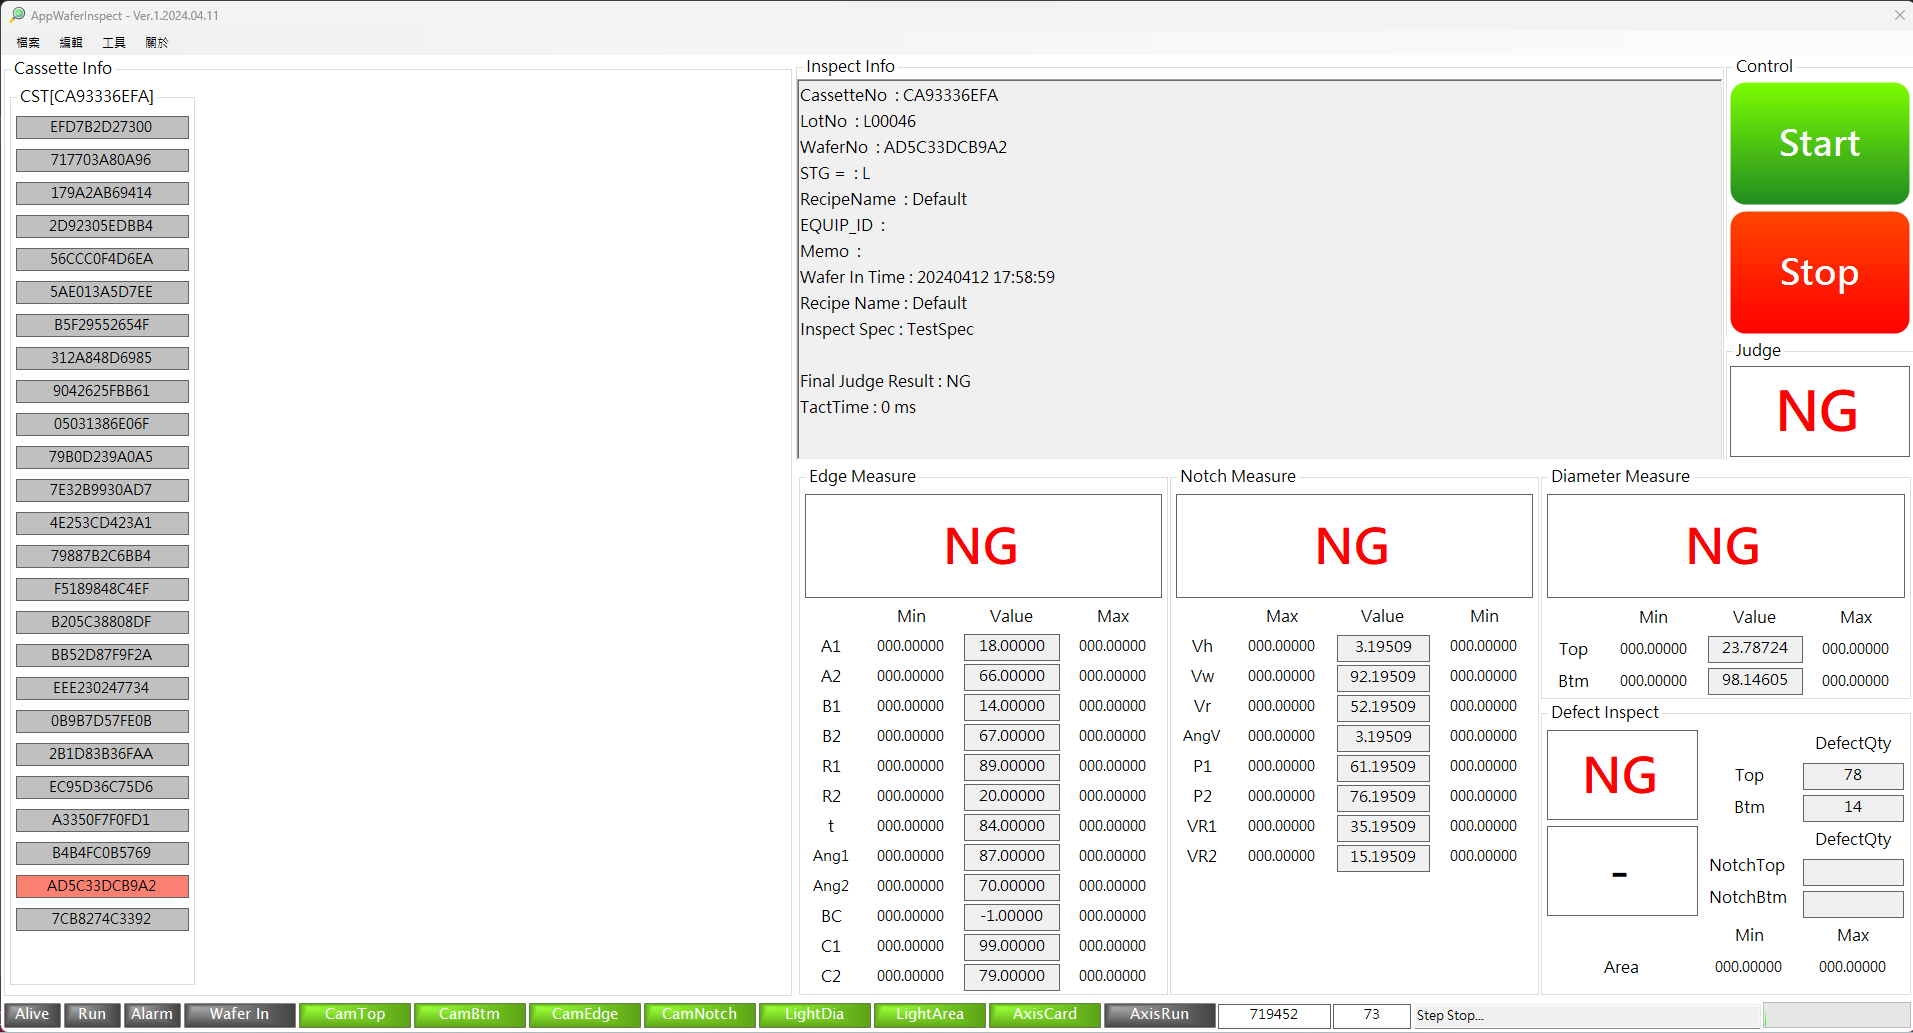 AppWaferInspect - Ver.1.2024.04.11
檔案 編輯 工具 關於
Cassette Info
CST[CA93336EFA]
EFD7B2D27300
717703A80A96
179A2AB69414
2D92305EDBB4
56CCC0F4D6EA
5AE013A5D7EE
B5F29552654F
312A848D6985
9042625FBB61
05031386E06F
79B0D239A0A5
7E32B9930AD7
4E253CD423A1
79887B2C6BB4
F5189848C4EF
B205C38808DF
BB52D87F9F2A
EEE230247734
0B9B7D57FE0B
2B1D83B36FAA
EC95D36C75D6
A3350F7F0FD1
B4B4FC0B5769
AD5C33DCB9A2
7CB8274C3392
Inspect Info
CassetteNo : CA93336EFA
LotNo : L00046
WaferNo : AD5C33DCB9A2
STG = : L
RecipeName : Default
EQUIP_ID :
Memo :
Wafer In Time : 20240412 17:58:59
Recipe Name : Default
Inspect Spec : TestSpec
Final Judge Result : NG
TactTime : 0 ms
Control
Start
Stop
Judge
NG
Edge Measure
NG
Min Value Max
A1 000.00000 18.00000 000.00000
A2 000.00000 66.00000 000.00000
B1 000.00000 14.00000 000.00000
B2 000.00000 67.00000 000.00000
R1 000.00000 89.00000 000.00000
R2 000.00000 20.00000 000.00000
t 000.00000 84.00000 000.00000
Ang1 000.00000 87.00000 000.00000
Ang2 000.00000 70.00000 000.00000
BC 000.00000 -1.00000 000.00000
C1 000.00000 99.00000 000.00000
C2 000.00000 79.00000 000.00000
Notch Measure
NG
Max Value Min
Vh 000.00000 3.19509 000.00000
Vw 000.00000 92.19509 000.00000
Vr 000.00000 52.19509 000.00000
AngV 000.00000 3.19509 000.00000
P1 000.00000 61.19509 000.00000
P2 000.00000 76.19509 000.00000
VR1 000.00000 35.19509 000.00000
VR2 000.00000 15.19509 000.00000
Diameter Measure
NG
Min Value Max
Top 000.00000 23.78724 000.00000
Btm 000.00000 98.14605 000.00000
Defect Inspect
NG
DefectQty
Top 78
Btm 14
-
DefectQty
NotchTop
NotchBtm
Min Max
Area 000.00000 000.00000
Alive Run Alarm Wafer In CamTop CamBtm CamEdge CamNotch LightDia LightArea AxisCard AxisRun 719452 73 Step Stop...